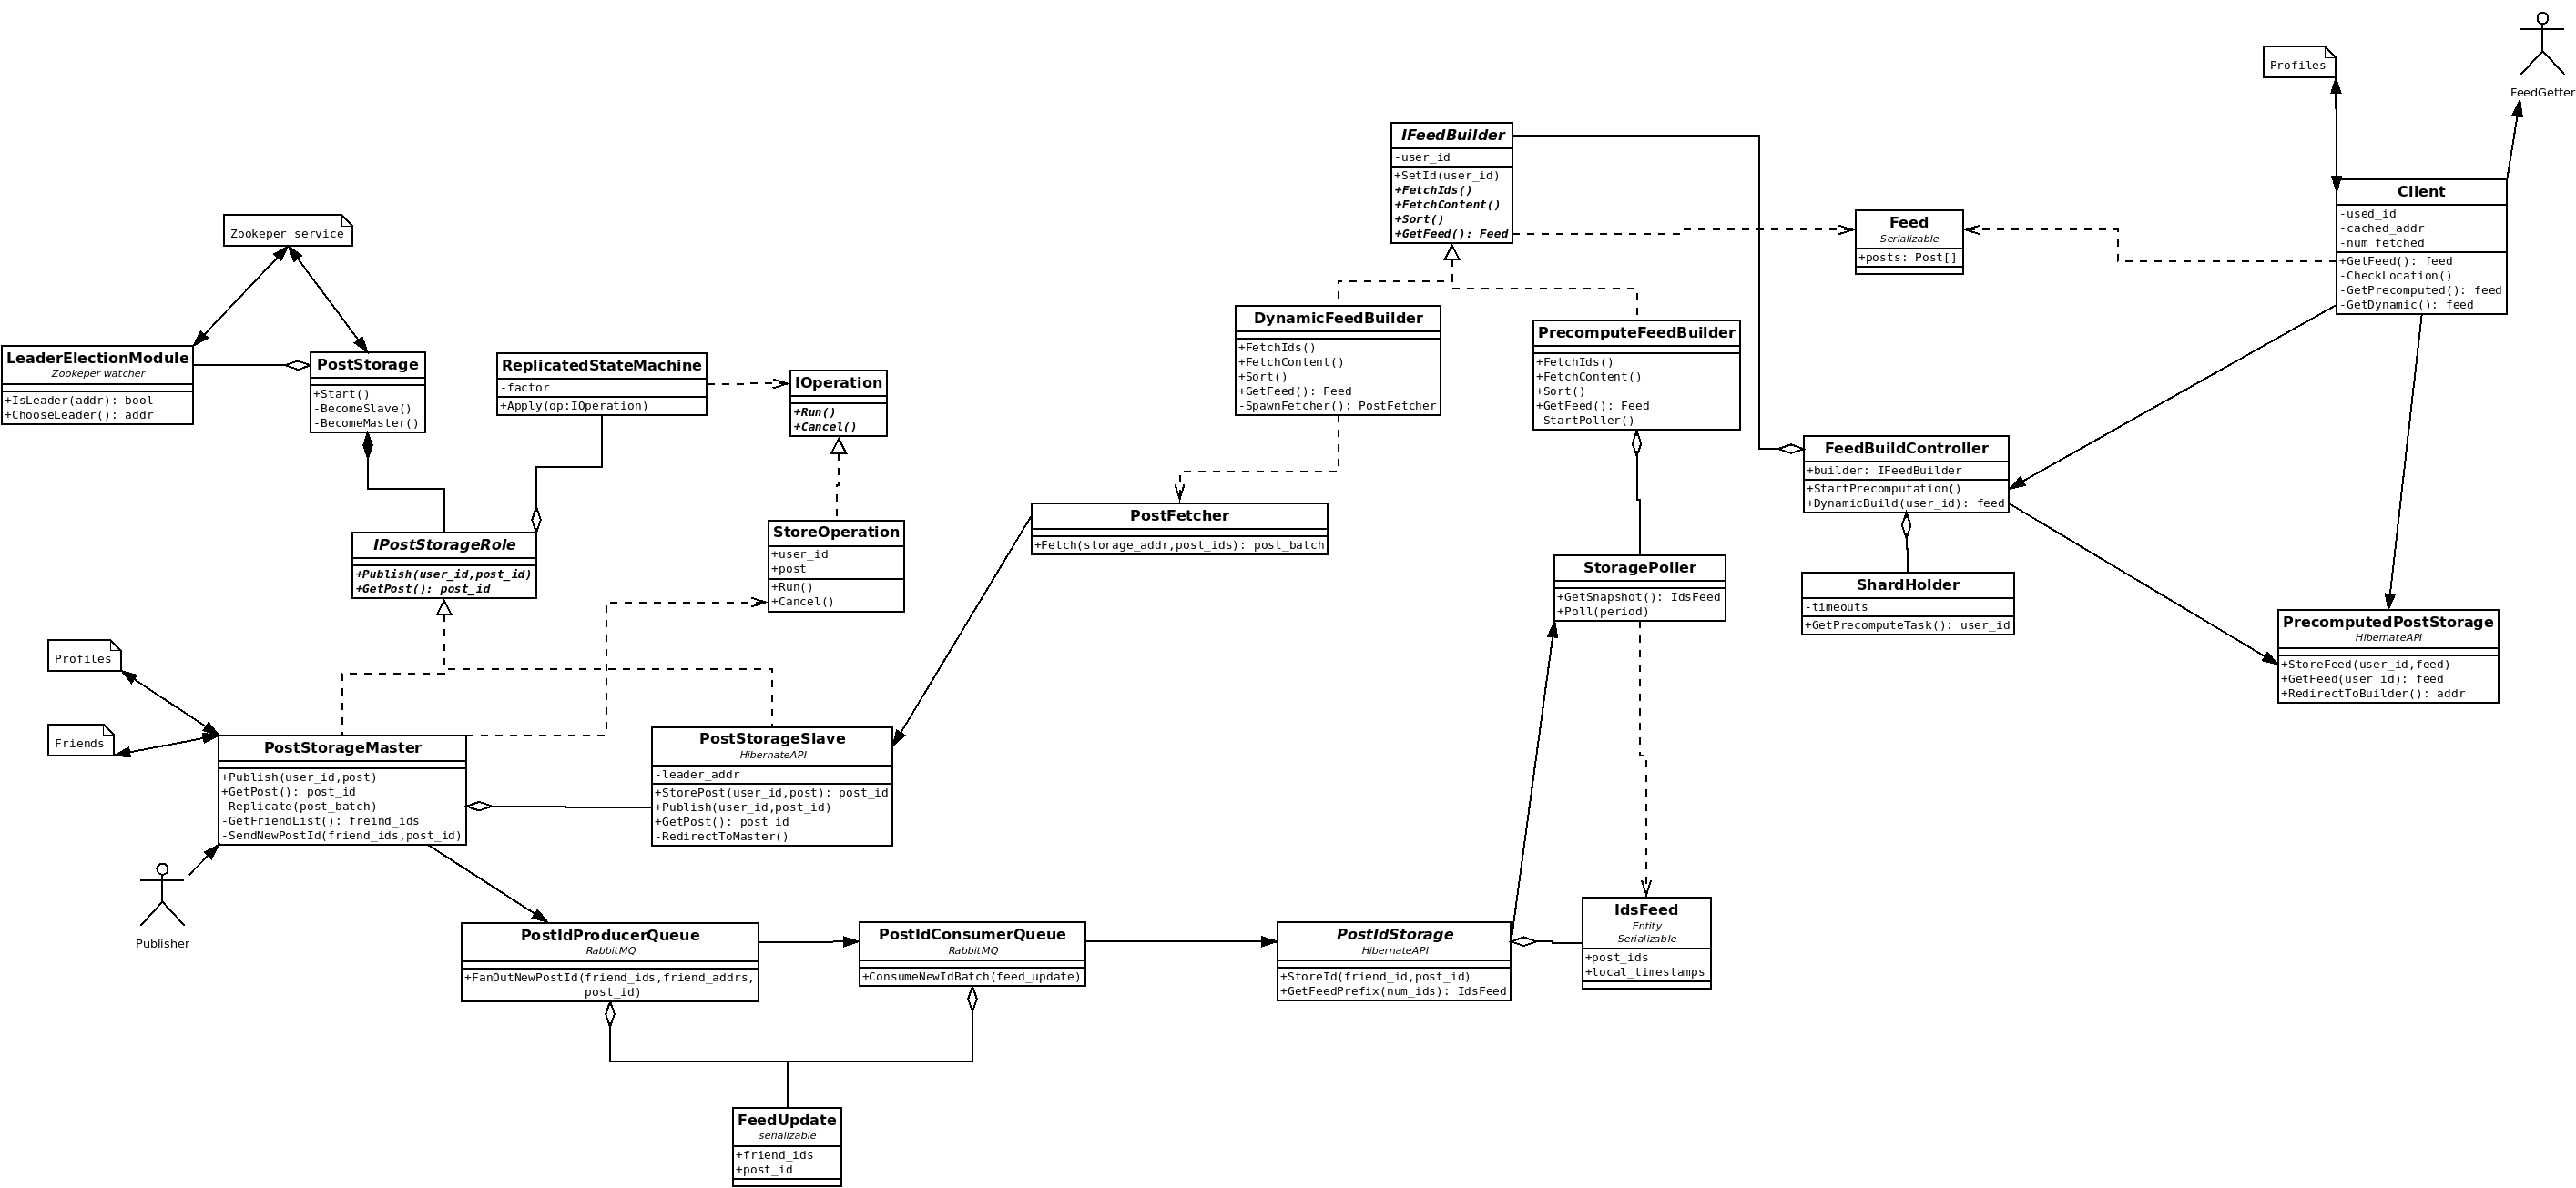 FeedGetter
Profiles
Client
-used_id
-cached_addr
-num_fetched
+GetFeed(): feed
-CheckLocation()
-GetPrecomputed(): feed
-GetDynamic(): feed
IFeedBuilder
-user_id
+SetId(user_id)
+FetchIds()
+FetchContent()
+Sort()
+GetFeed(): Feed
Feed
Serializable
+posts: Post[]
Zookeper service
LeaderElectionModule
Zookeper watcher
+IsLeader(addr): bool
+ChooseLeader(): addr
PostStorage
+Start()
-BecomeSlave()
-BecomeMaster()
ReplicatedStateMachine
-factor
+Apply(op:IOperation)
IOperation
+Run()
+Cancel()
DynamicFeedBuilder
+FetchIds()
+FetchContent()
+Sort()
+GetFeed(): Feed
-SpawnFetcher(): PostFetcher
PrecomputeFeedBuilder
+FetchIds()
+FetchContent()
+Sort()
+GetFeed(): Feed
-StartPoller()
FeedBuildController
+builder: IFeedBuilder
+StartPrecomputation()
+DynamicBuild(user_id): feed
IPostStorageRole
+Publish(user_id,post_id)
+GetPost(): post_id
StoreOperation
+user_id
+post
+Run()
+Cancel()
PostFetcher
+Fetch(storage_addr,post_ids): post_batch
StoragePoller
+GetSnapshot(): IdsFeed
+Poll(period)
ShardHolder
-timeouts
+GetPrecomputeTask(): user_id
PrecomputedPostStorage
HibernateAPI
+StoreFeed(user_id,feed)
+GetFeed(user_id): feed
+RedirectToBuilder(): addr
Profiles
Friends
PostStorageMaster
+Publish(user_id,post)
+GetPost(): post_id
-Replicate(post_batch)
-GetFriendList(): freind_ids
-SendNewPostId(friend_ids,post_id)
PostStorageSlave
HibernateAPI
-leader_addr
+StorePost(user_id,post): post_id
+Publish(user_id,post_id)
+GetPost(): post_id
-RedirectToMaster()
Publisher
PostIdProducerQueue
RabbitMQ
+FanOutNewPostId(friend_ids,friend_addrs,
post_id)
PostIdConsumerQueue
RabbitMQ
+ConsumeNewIdBatch(feed_update)
PostIdStorage
HibernateAPI
+StoreId(friend_id,post_id)
+GetFeedPrefix(num_ids): IdsFeed
IdsFeed
Entity
Serializable
+post_ids
+local_timestamps
FeedUpdate
serializable
+friend_ids
+post_id